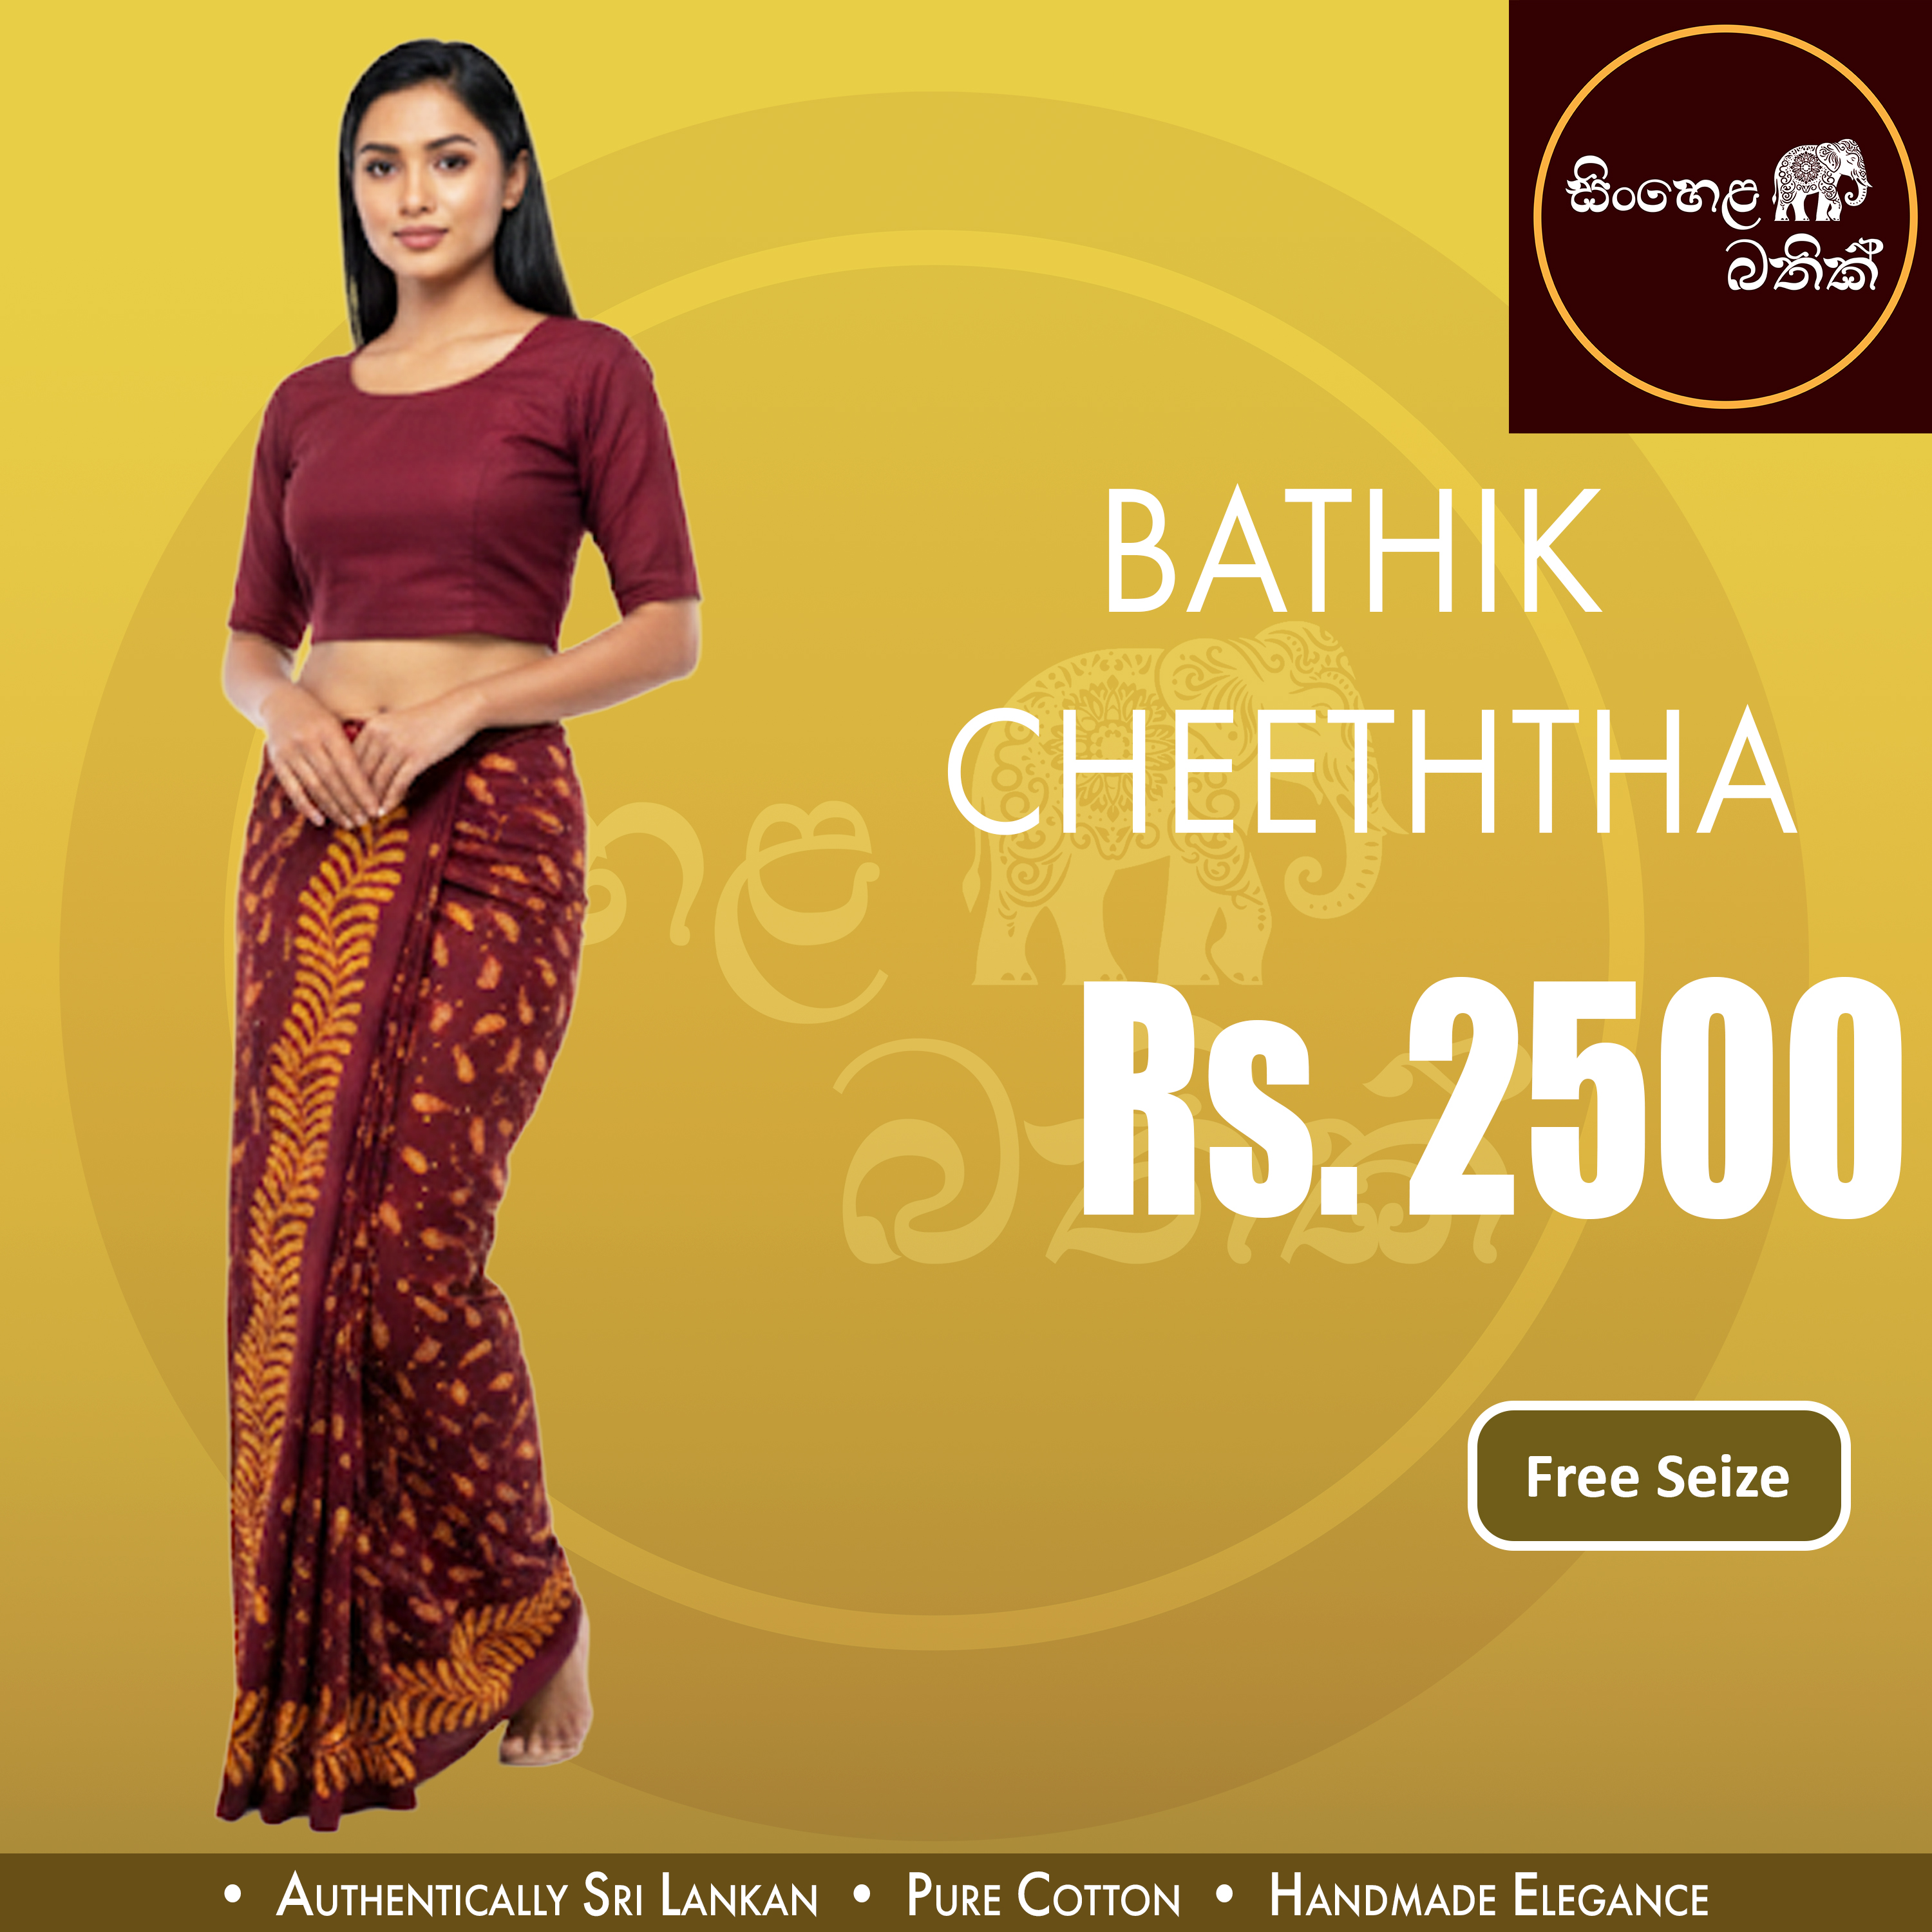 සිංහෙළ
බතික්
BATHIK
CHEETHTHA
Rs. 2500
Free Seize
• AUTHENTICALLY SRI LANKAN • PURE COTTON • HANDMADE ELEGANCE